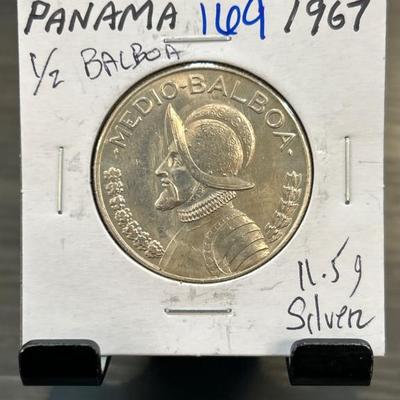 PANAMA 169 1967
1/2 BALBOA
·MEDIO·BALBOA·
11.5g
Silver